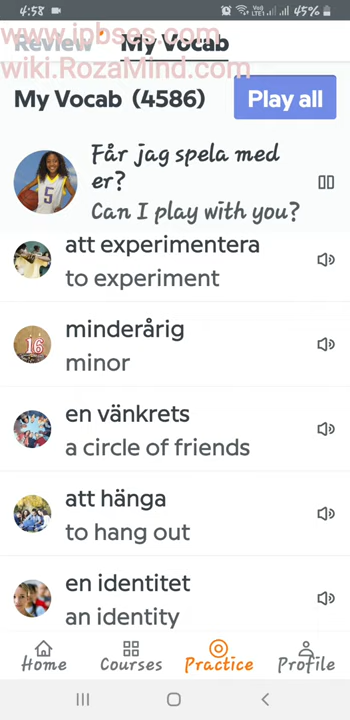 4:58
45%
www.ipbses.com
Review
My Vocab
wiki.RozaMind.com
My Vocab (4586)
Play all
Får jag spela med
er?
Can I play with you?
att experimentera
to experiment
minderårig
minor
en vänkrets
a circle of friends
att hänga
to hang out
en identitet
an identity
Home
Courses
Practice
Profile